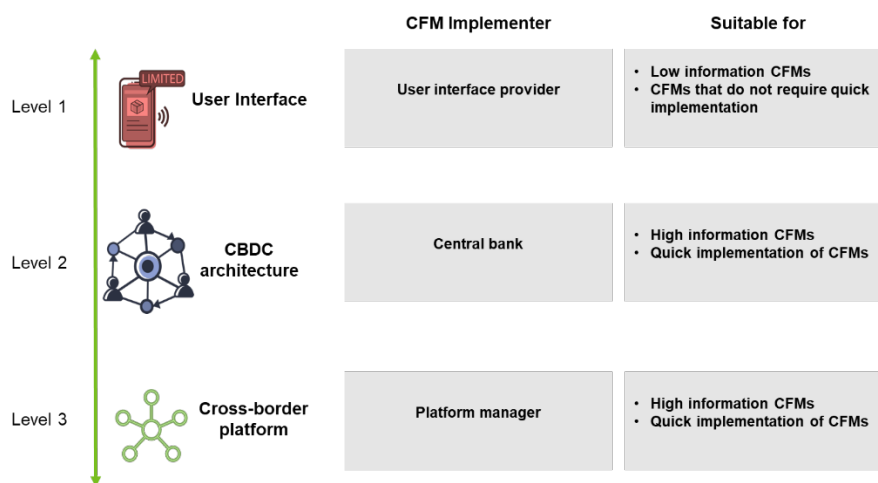 CFM Implementer
Suitable for
LIMITED
Level 1
User Interface
User interface provider
• Low information CFMs
• CFMs that do not require quick
implementation
Level 2
CBDC
architecture
Central bank
• High information CFMs
• Quick implementation of CFMs
Level 3
Cross-border
platform
Platform manager
• High information CFMs
• Quick implementation of CFMs